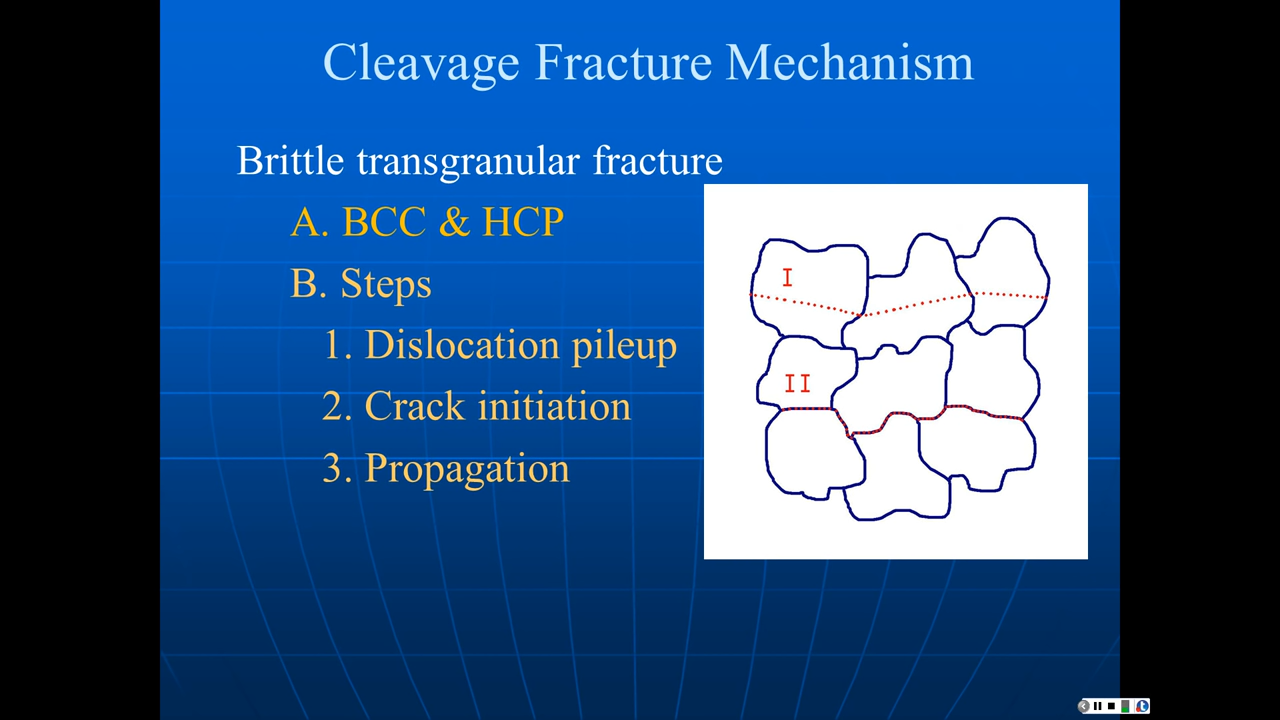 Cleavage Fracture Mechanism
Brittle transgranular fracture
A. BCC & HCP
B. Steps
1. Dislocation pileup
2. Crack initiation
3. Propagation
I
II